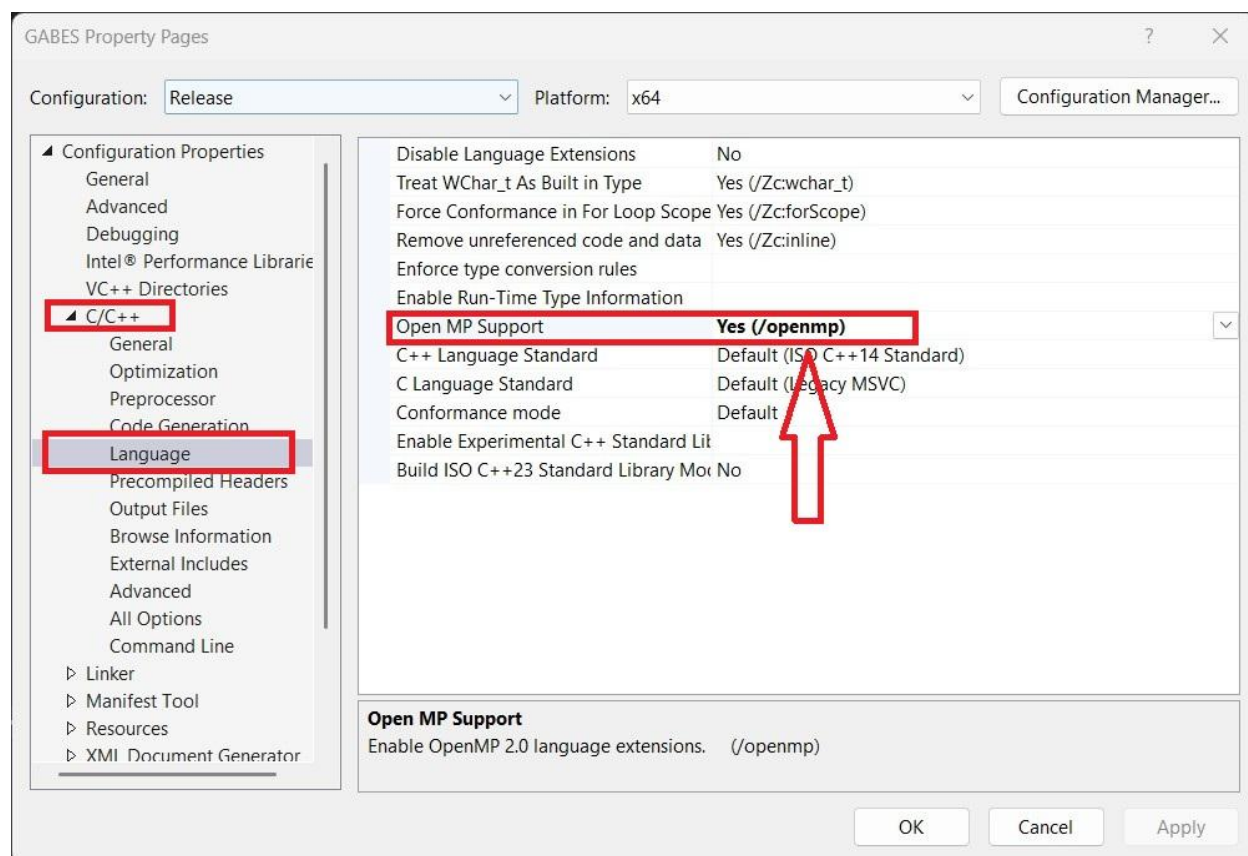 GABES Property Pages
?
Configuration: Release Platform: x64 Configuration Manager...
Configuration Properties
General
Advanced
Debugging
Intel® Performance Librarie
VC++ Directories
C/C++
General
Optimization
Preprocessor
Code Generation
Language
Precompiled Headers
Output Files
Browse Information
External Includes
Advanced
All Options
Command Line
Linker
Manifest Tool
Resources
XML Document Generator
Disable Language Extensions No
Treat WChar_t As Built in Type Yes (/Zc:wchar_t)
Force Conformance in For Loop Scope Yes (/Zc:forScope)
Remove unreferenced code and data Yes (/Zc:inline)
Enforce type conversion rules
Enable Run-Time Type Information
Open MP Support Yes (/openmp)
C++ Language Standard Default (ISO C++14 Standard)
C Language Standard Default (Legacy MSVC)
Conformance mode Default
Enable Experimental C++ Standard Lib
Build ISO C++23 Standard Library Moc No
Open MP Support
Enable OpenMP 2.0 language extensions. (/openmp)
OK Cancel Apply